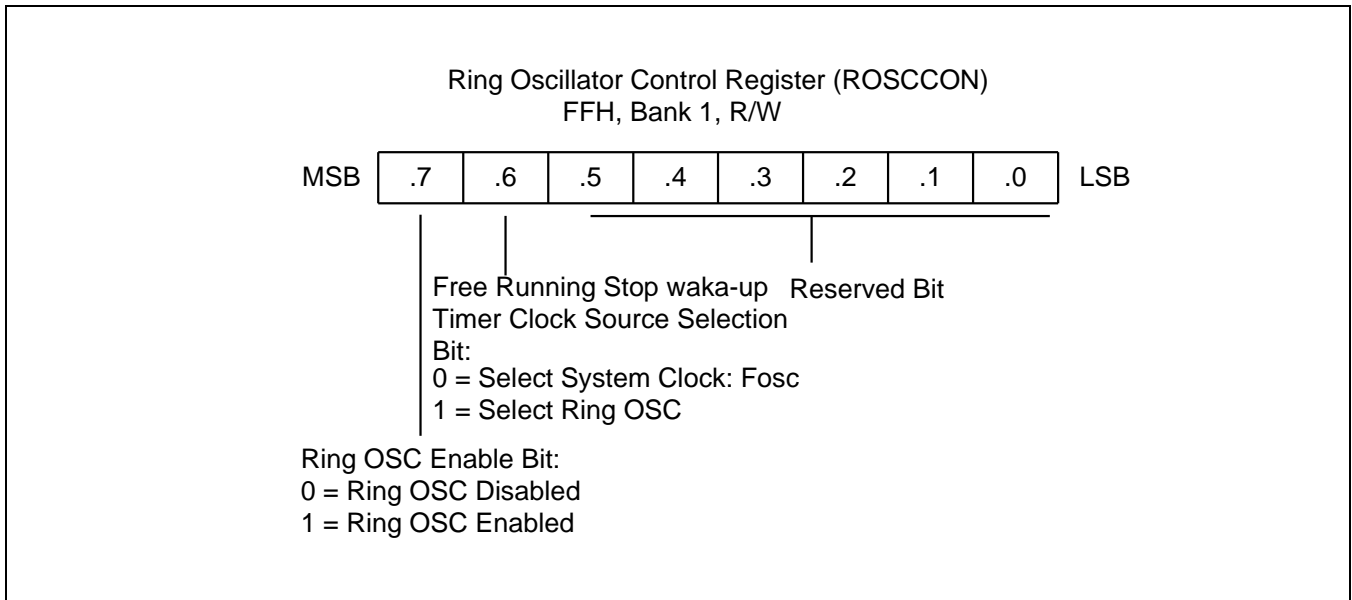 Ring Oscillator Control Register (ROSCCON)
FFH, Bank 1, R/W
MSB .7 .6 .5 .4 .3 .2 .1 .0 LSB
Free Running Stop waka-up
Timer Clock Source Selection
Bit:
0 = Select System Clock: Fosc
1 = Select Ring OSC
Reserved Bit
Ring OSC Enable Bit:
0 = Ring OSC Disabled
1 = Ring OSC Enabled